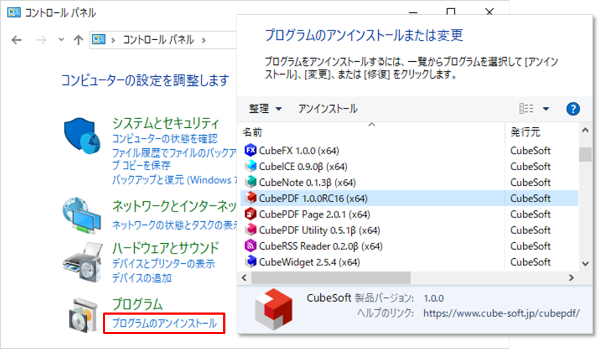 コントロール パネル
コントロール パネル
コンピューターの設定を調整します
システムとセキュリティ
コンピューターの状態を確認
ファイル履歴でファイルのバックアッ
プ コピーを保存
バックアップと復元 (Windows 7
ネットワークとインターネッ
ネットワークの状態とタスクの表示
ハードウェアとサウンド
デバイスとプリンターの表示
デバイスの追加
プログラム
プログラムのアンインストール
プログラムのアンインストールまたは変更
プログラムをアンインストールするには、一覧からプログラムを選択して [アンイン
ストール]、[変更]、または [修復] をクリックします。
整理 アンインストール
名前 発行元
CubeFX 1.0.0 (x64) CubeSoft
CubeICE 0.9.0β (x64) CubeSoft
CubeNote 0.1.3β (x64) CubeSoft
CubePDF 1.0.0RC16 (x64) CubeSoft
CubePDF Page 2.0.1 (x64) CubeSoft
CubePDF Utility 0.5.1β (x64) CubeSoft
CubeRSS Reader 0.2.0β (x64) CubeSoft
CubeWidget 2.5.4 (x64) CubeSoft
CubeSoft 製品バージョン: 1.0.0
ヘルプのリンク: https://www.cube-soft.jp/cubepdf/